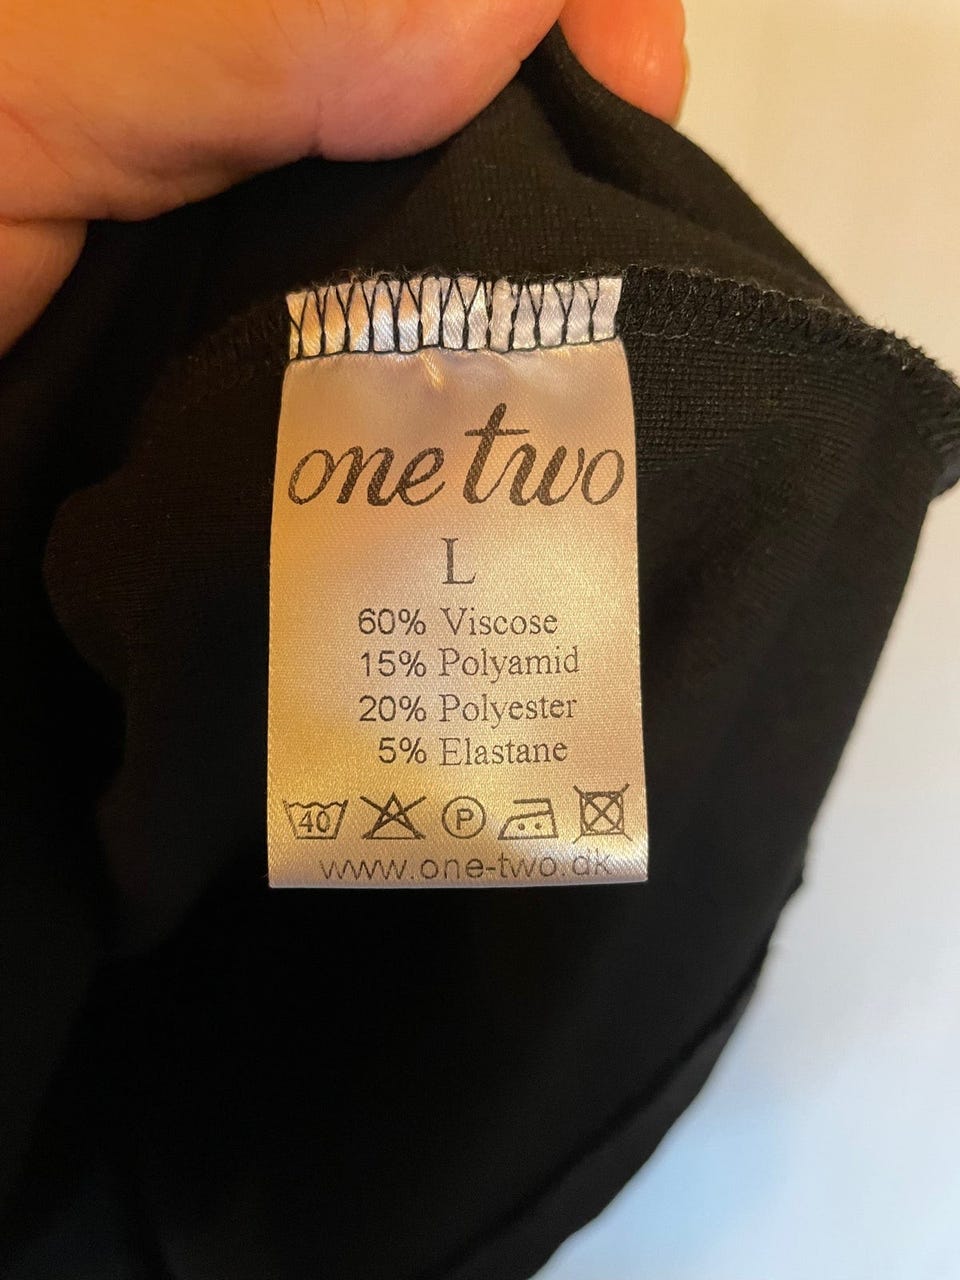 one two
L
60% Viscose
15% Polyamid
20% Polyester
5% Elastane
40 P
www.one-two.dk